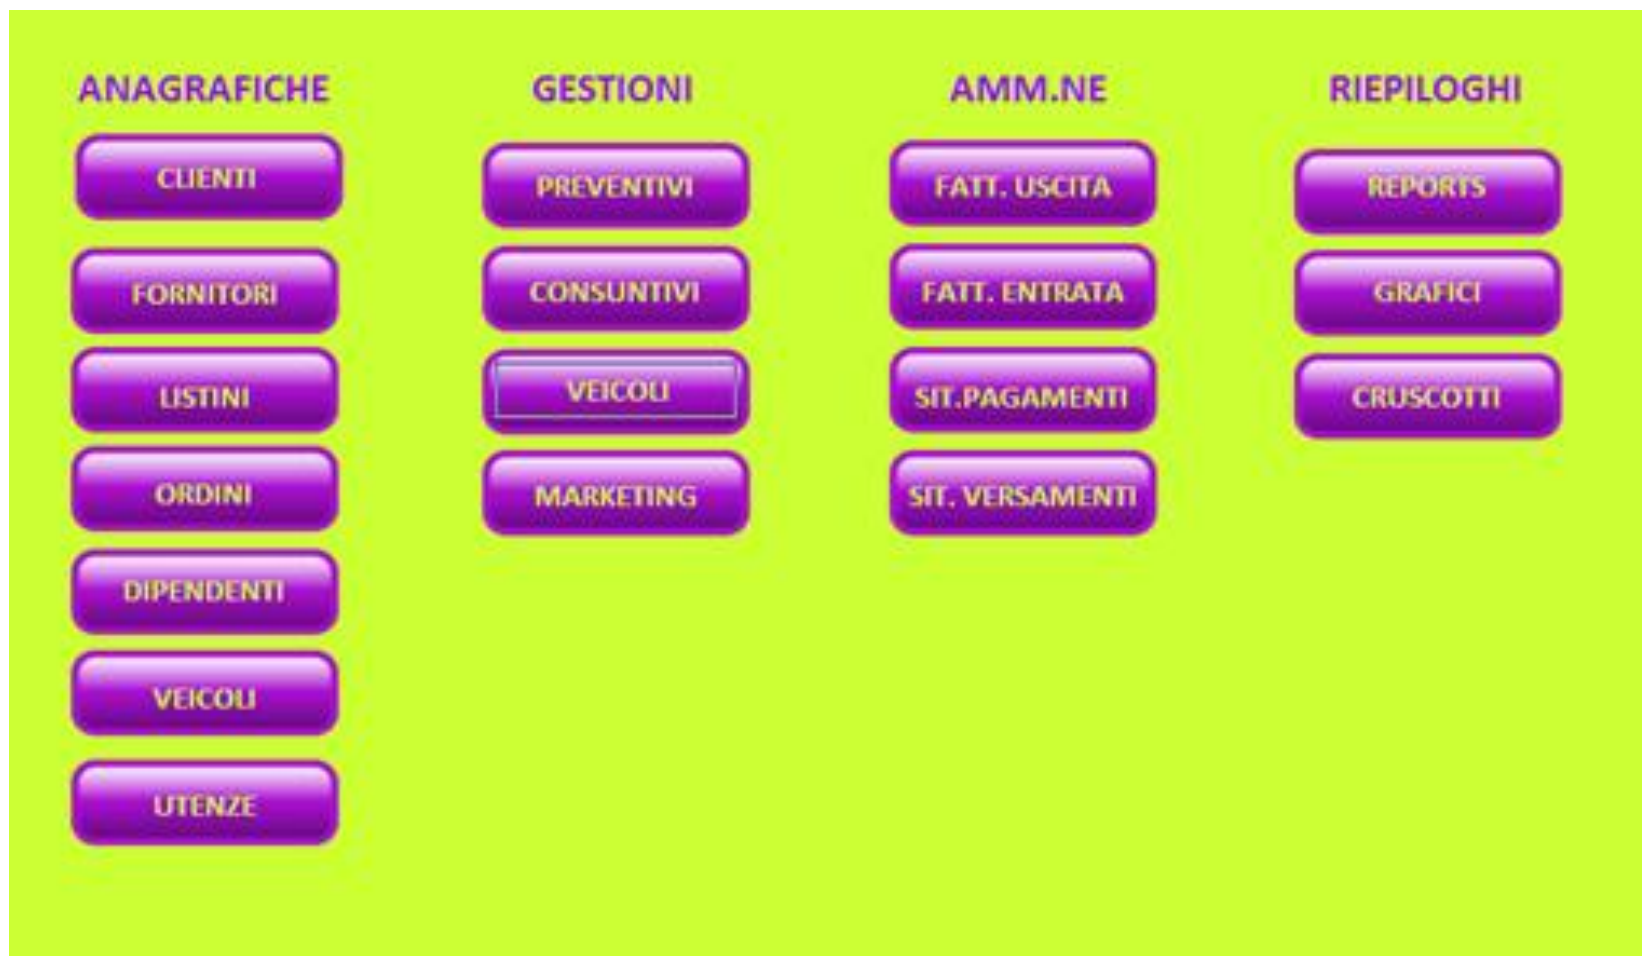 ANAGRAFICHE
CLIENTI
FORNITORI
LISTINI
ORDINI
DIPENDENTI
VEICOLI
UTENZE
GESTIONI
PREVENTIVI
CONSUNTIVI
VEICOLI
MARKETING
AMM.NE
FATT. USCITA
FATT. ENTRATA
SIT.PAGAMENTI
SIT. VERSAMENTI
RIEPILOGHI
REPORTS
GRAFICI
CRUSCOTTI